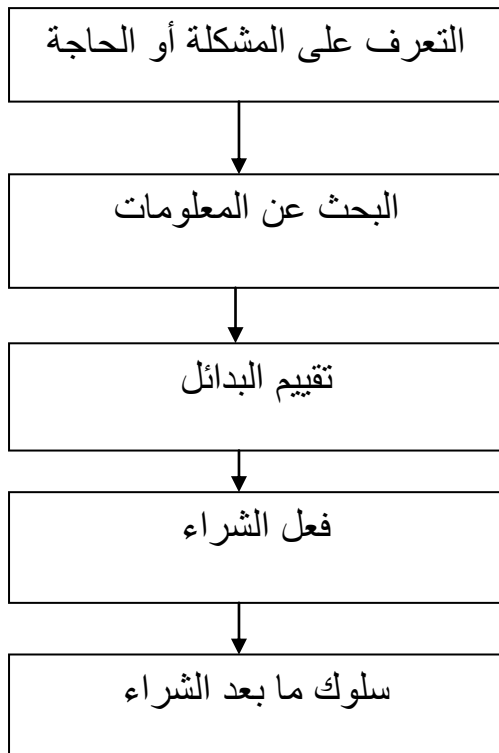 التعرف على المشكلة أو الحاجة
البحث عن المعلومات
تقييم البدائل
فعل الشراء
سلوك ما بعد الشراء